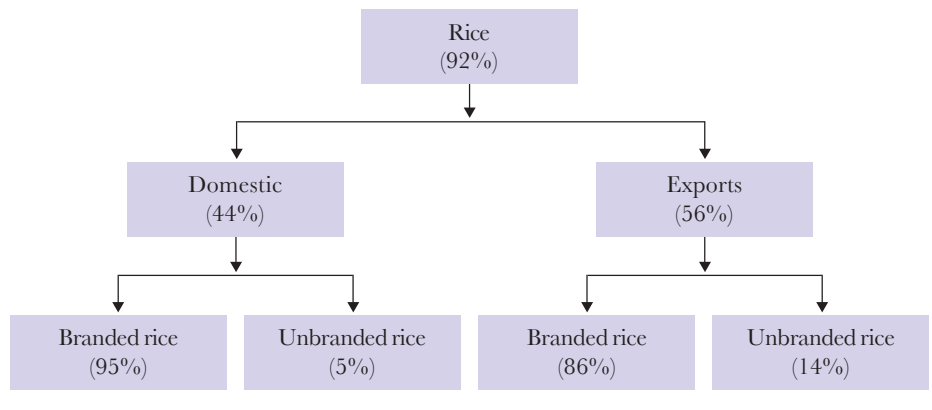 Rice
(92%)
Domestic
(44%)
Exports
(56%)
Branded rice
(95%)
Unbranded rice
(5%)
Branded rice
(86%)
Unbranded rice
(14%)